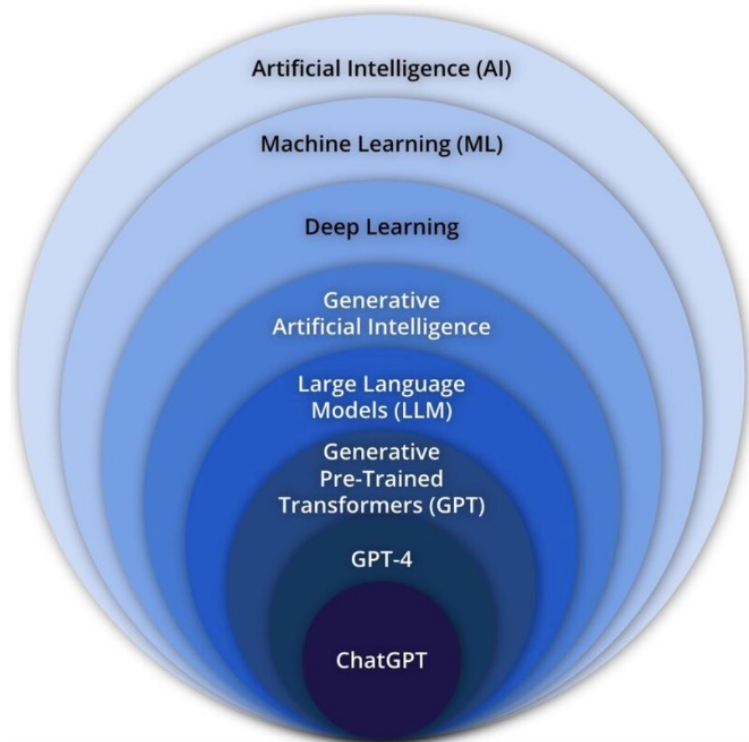 Artificial Intelligence (AI)
Machine Learning (ML)
Deep Learning
Generative
Artificial Intelligence
Large Language
Models (LLM)
Generative
Pre-Trained
Transformers (GPT)
GPT-4
ChatGPT